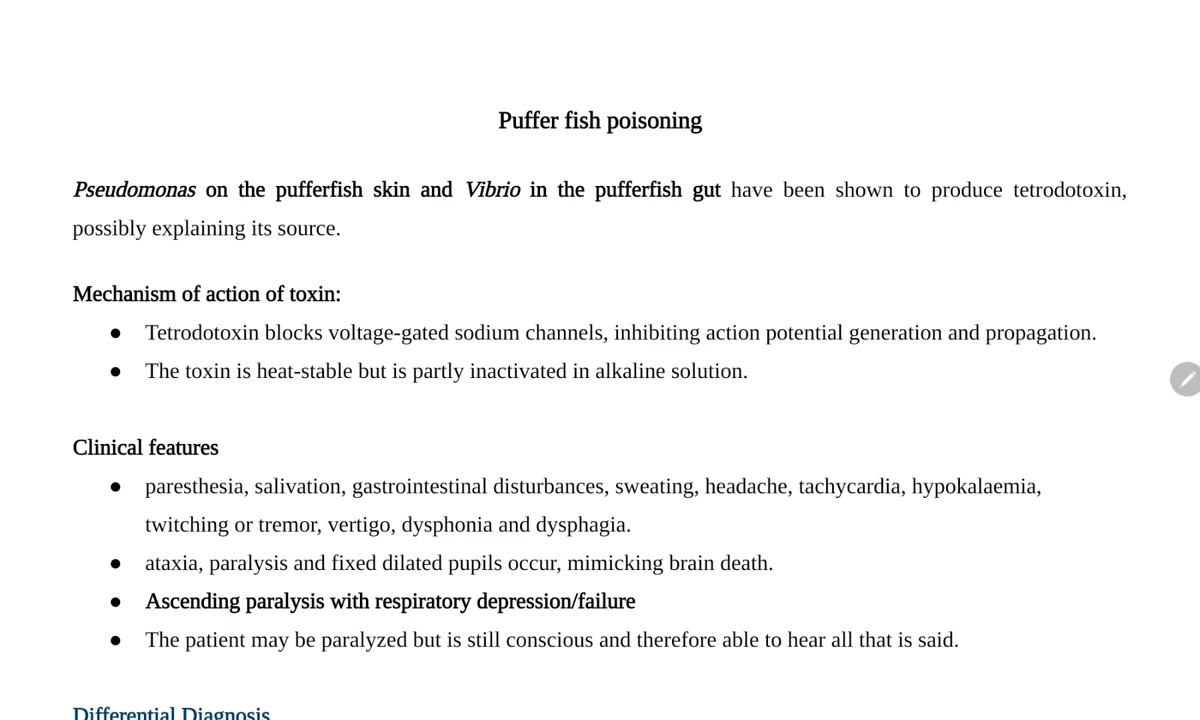 Puffer fish poisoning
Pseudomonas on the pufferfish skin and Vibrio in the pufferfish gut have been shown to produce tetrodotoxin,
possibly explaining its source.
Mechanism of action of toxin:
● Tetrodotoxin blocks voltage-gated sodium channels, inhibiting action potential generation and propagation.
● The toxin is heat-stable but is partly inactivated in alkaline solution.
Clinical features
● paresthesia, salivation, gastrointestinal disturbances, sweating, headache, tachycardia, hypokalaemia,
twitching or tremor, vertigo, dysphonia and dysphagia.
● ataxia, paralysis and fixed dilated pupils occur, mimicking brain death.
● Ascending paralysis with respiratory depression/failure
● The patient may be paralyzed but is still conscious and therefore able to hear all that is said.
Differential Diagnosis